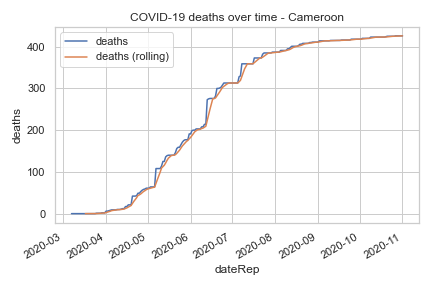 COVID-19 deaths over time - Cameroon
deaths
deaths (rolling)
deaths
400
300
200
100
0
2020-03
2020-04
2020-05
2020-06
2020-07
2020-08
2020-09
2020-10
2020-11
dateRep